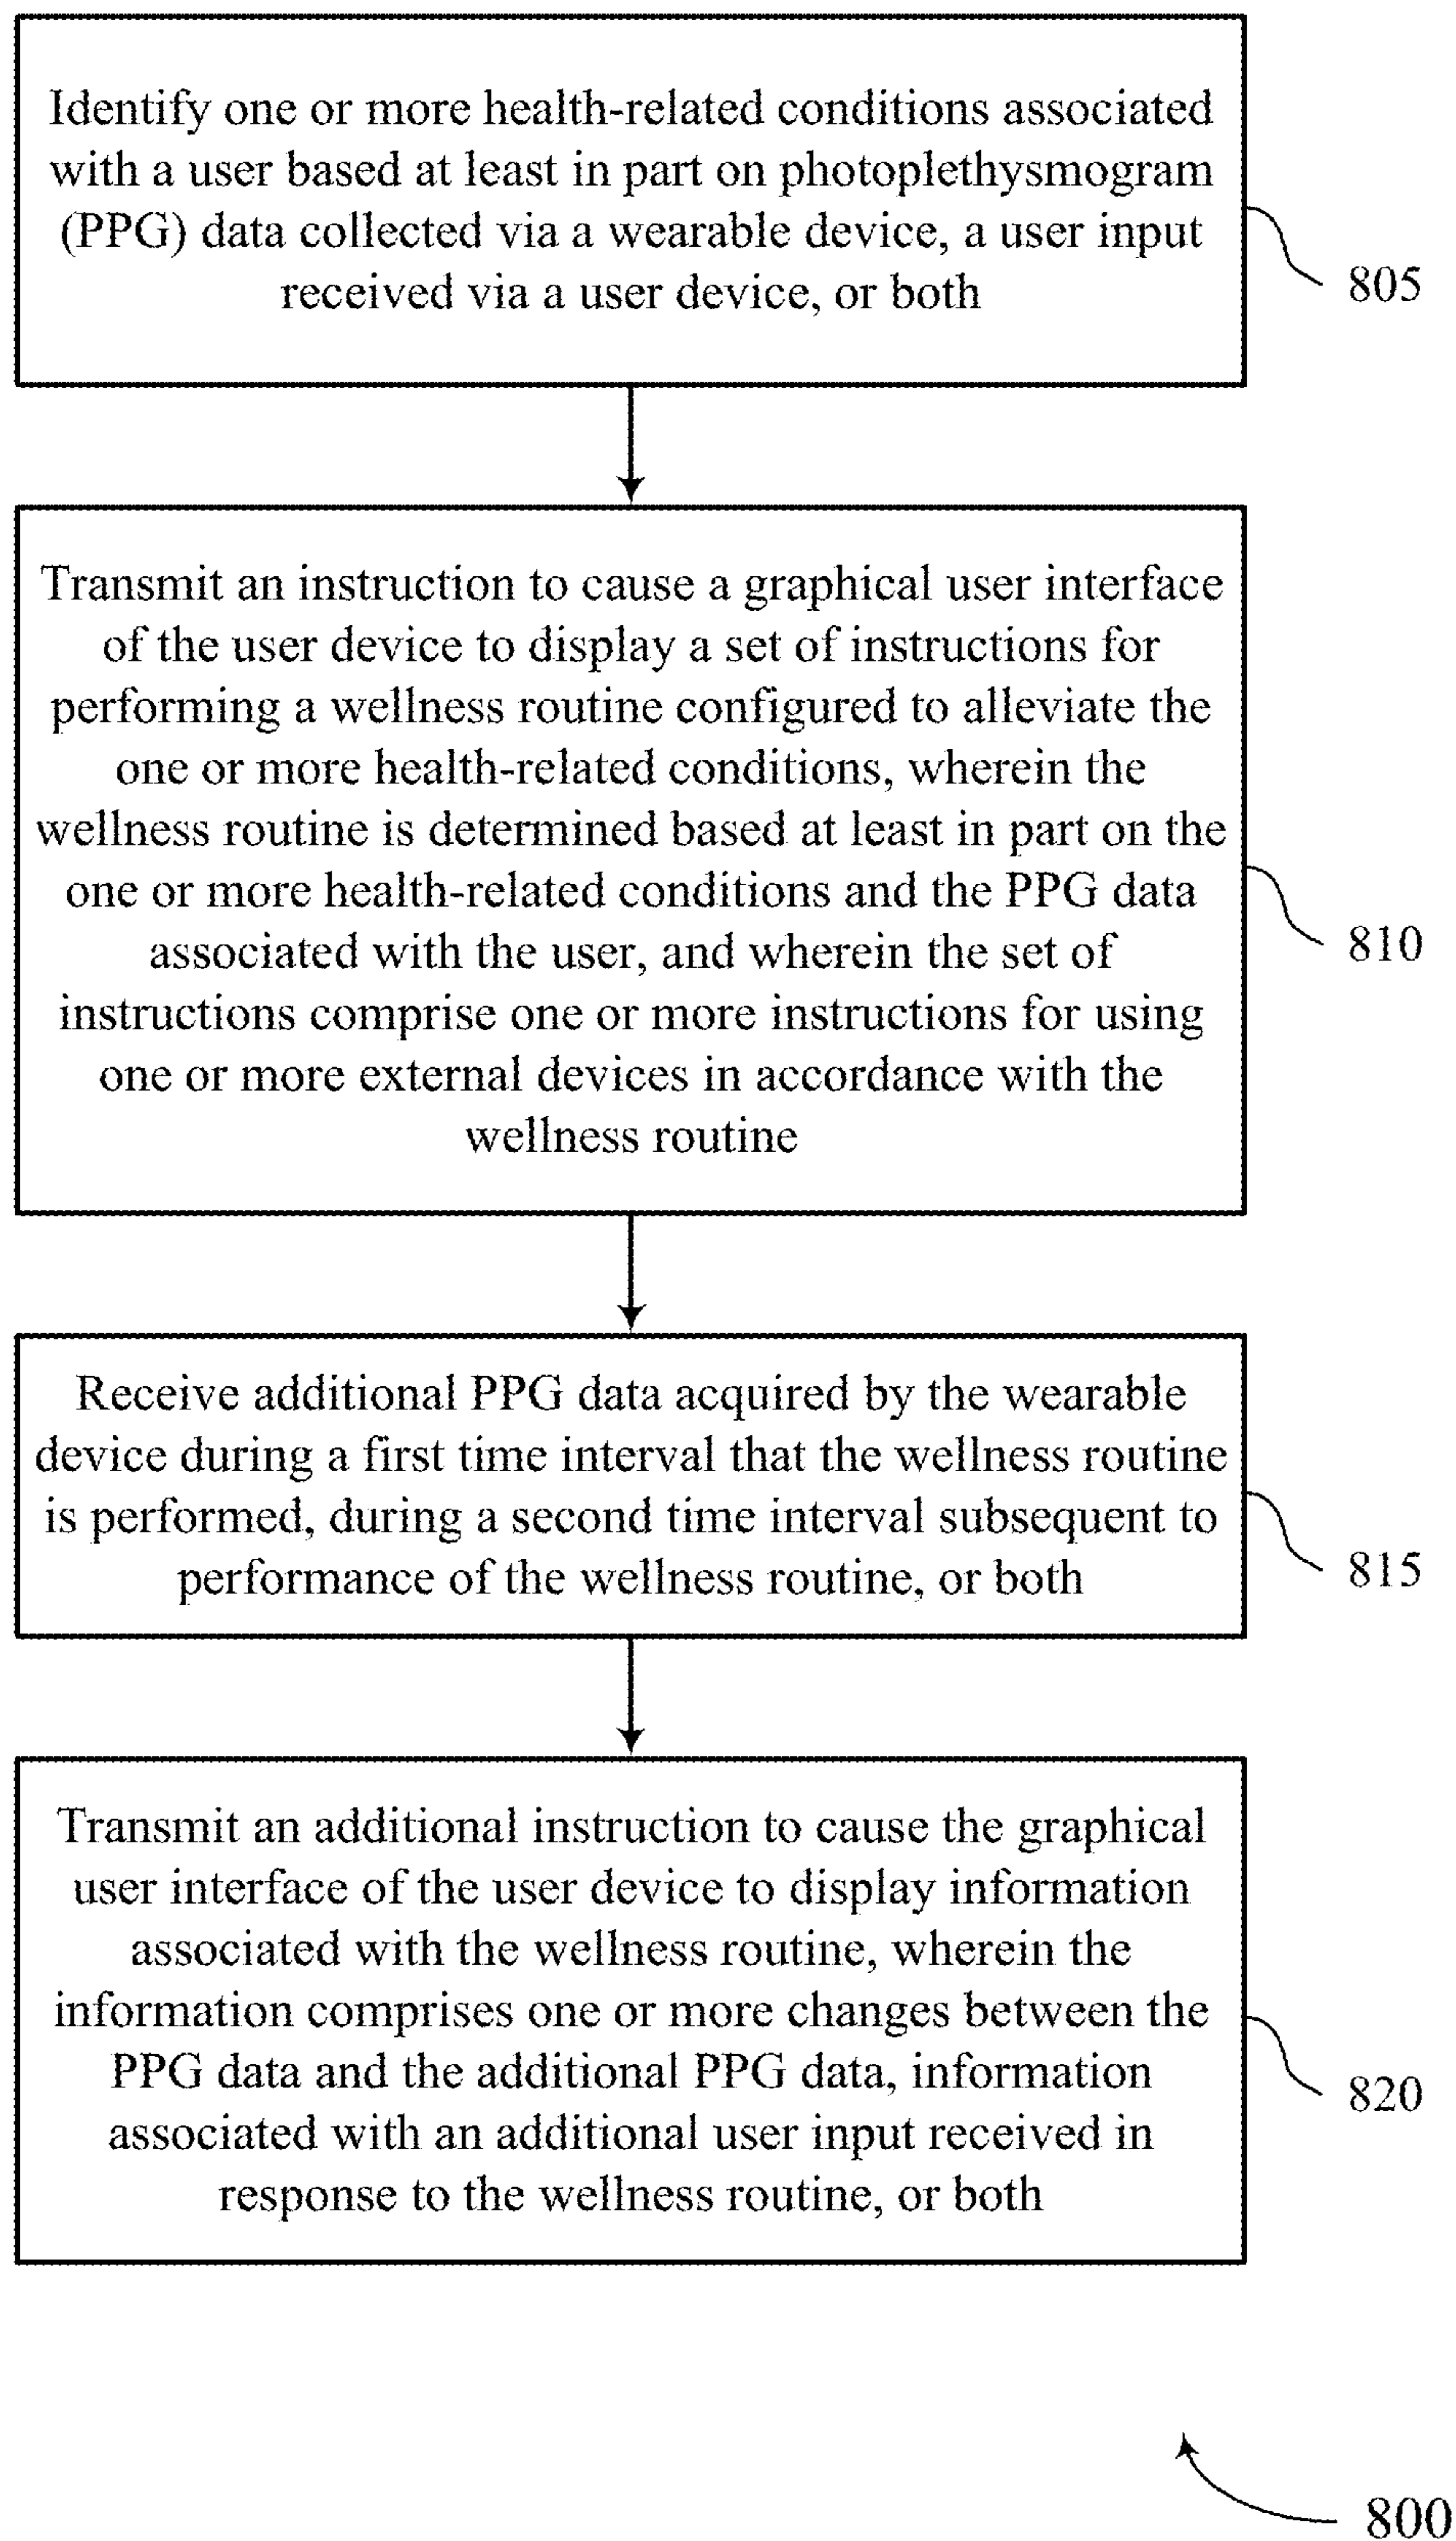 Identify one or more health-related conditions associated
with a user based at least in part on photoplethysmogram
(PPG) data collected via a wearable device, a user input
received via a user device, or both
805
Transmit an instruction to cause a graphical user interface
of the user device to display a set of instructions for
performing a wellness routine configured to alleviate the
one or more health-related conditions, wherein the
wellness routine is determined based at least in part on the
one or more health-related conditions and the PPG data
associated with the user, and wherein the set of
instructions comprise one or more instructions for using
one or more external devices in accordance with the
wellness routine
810
Receive additional PPG data acquired by the wearable
device during a first time interval that the wellness routine
is performed, during a second time interval subsequent to
performance of the wellness routine, or both
815
Transmit an additional instruction to cause the graphical
user interface of the user device to display information
associated with the wellness routine, wherein the
information comprises one or more changes between the
PPG data and the additional PPG data, information
associated with an additional user input received in
response to the wellness routine, or both
820
800